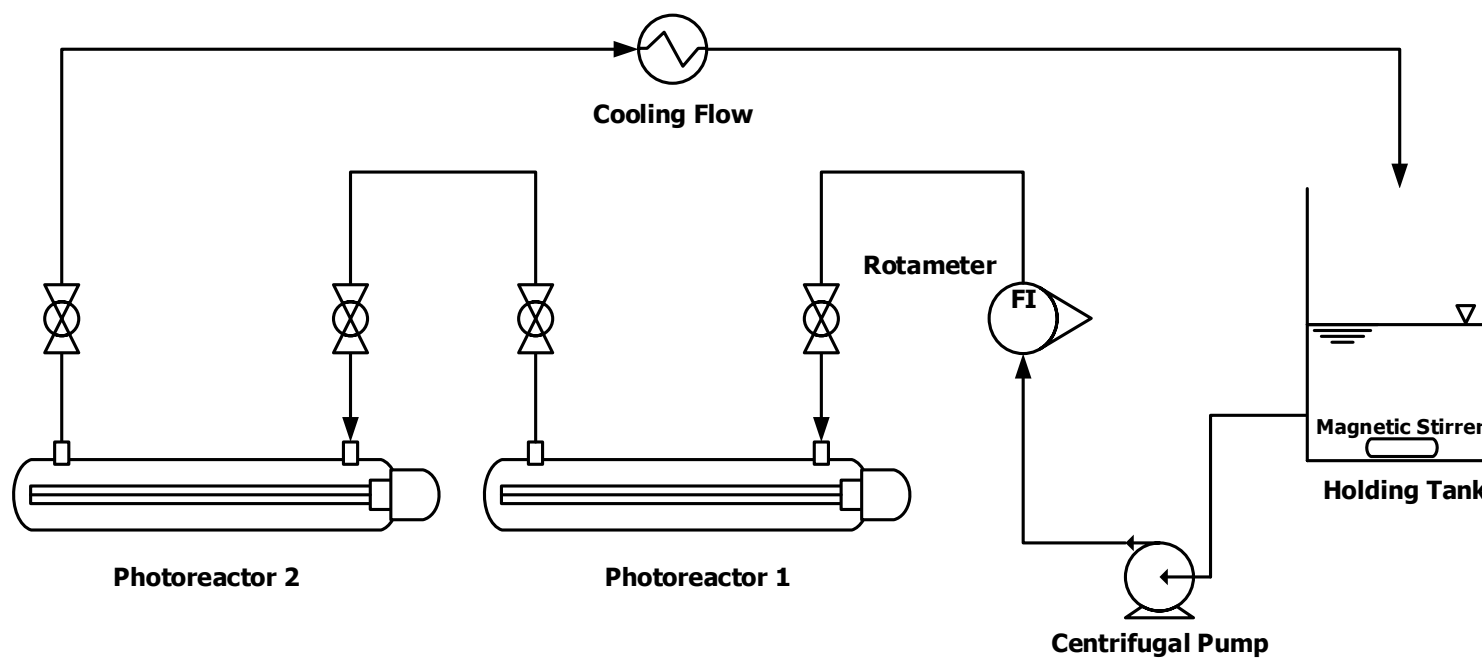 Cooling Flow
Rotameter
FI
Magnetic Stirrer
Holding Tank
Photoreactor 2
Photoreactor 1
Centrifugal Pump